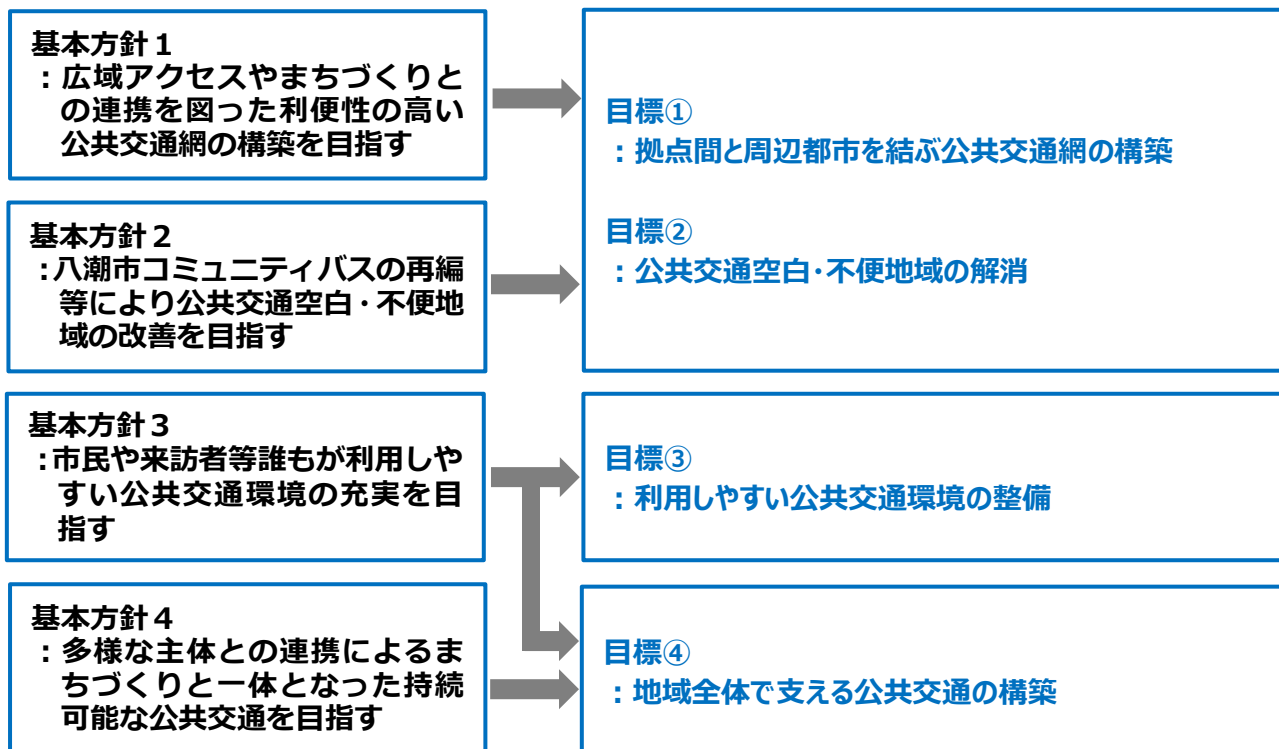 基本方針１
：広域アクセスやまちづくりと
の連携を図った利便性の高い
公共交通網の構築を目指す
目標①
：拠点間と周辺都市を結ぶ公共交通網の構築
基本方針２
：八潮市コミュニティバスの再編
等により公共交通空白・不便地
域の改善を目指す
目標②
：公共交通空白・不便地域の解消
基本方針３
：市民や来訪者等誰もが利用しや
すい公共交通環境の充実を目
指す
目標③
：利用しやすい公共交通環境の整備
基本方針４
：多様な主体との連携によるま
ちづくりと一体となった持続
可能な公共交通を目指す
目標④
：地域全体で支える公共交通の構築